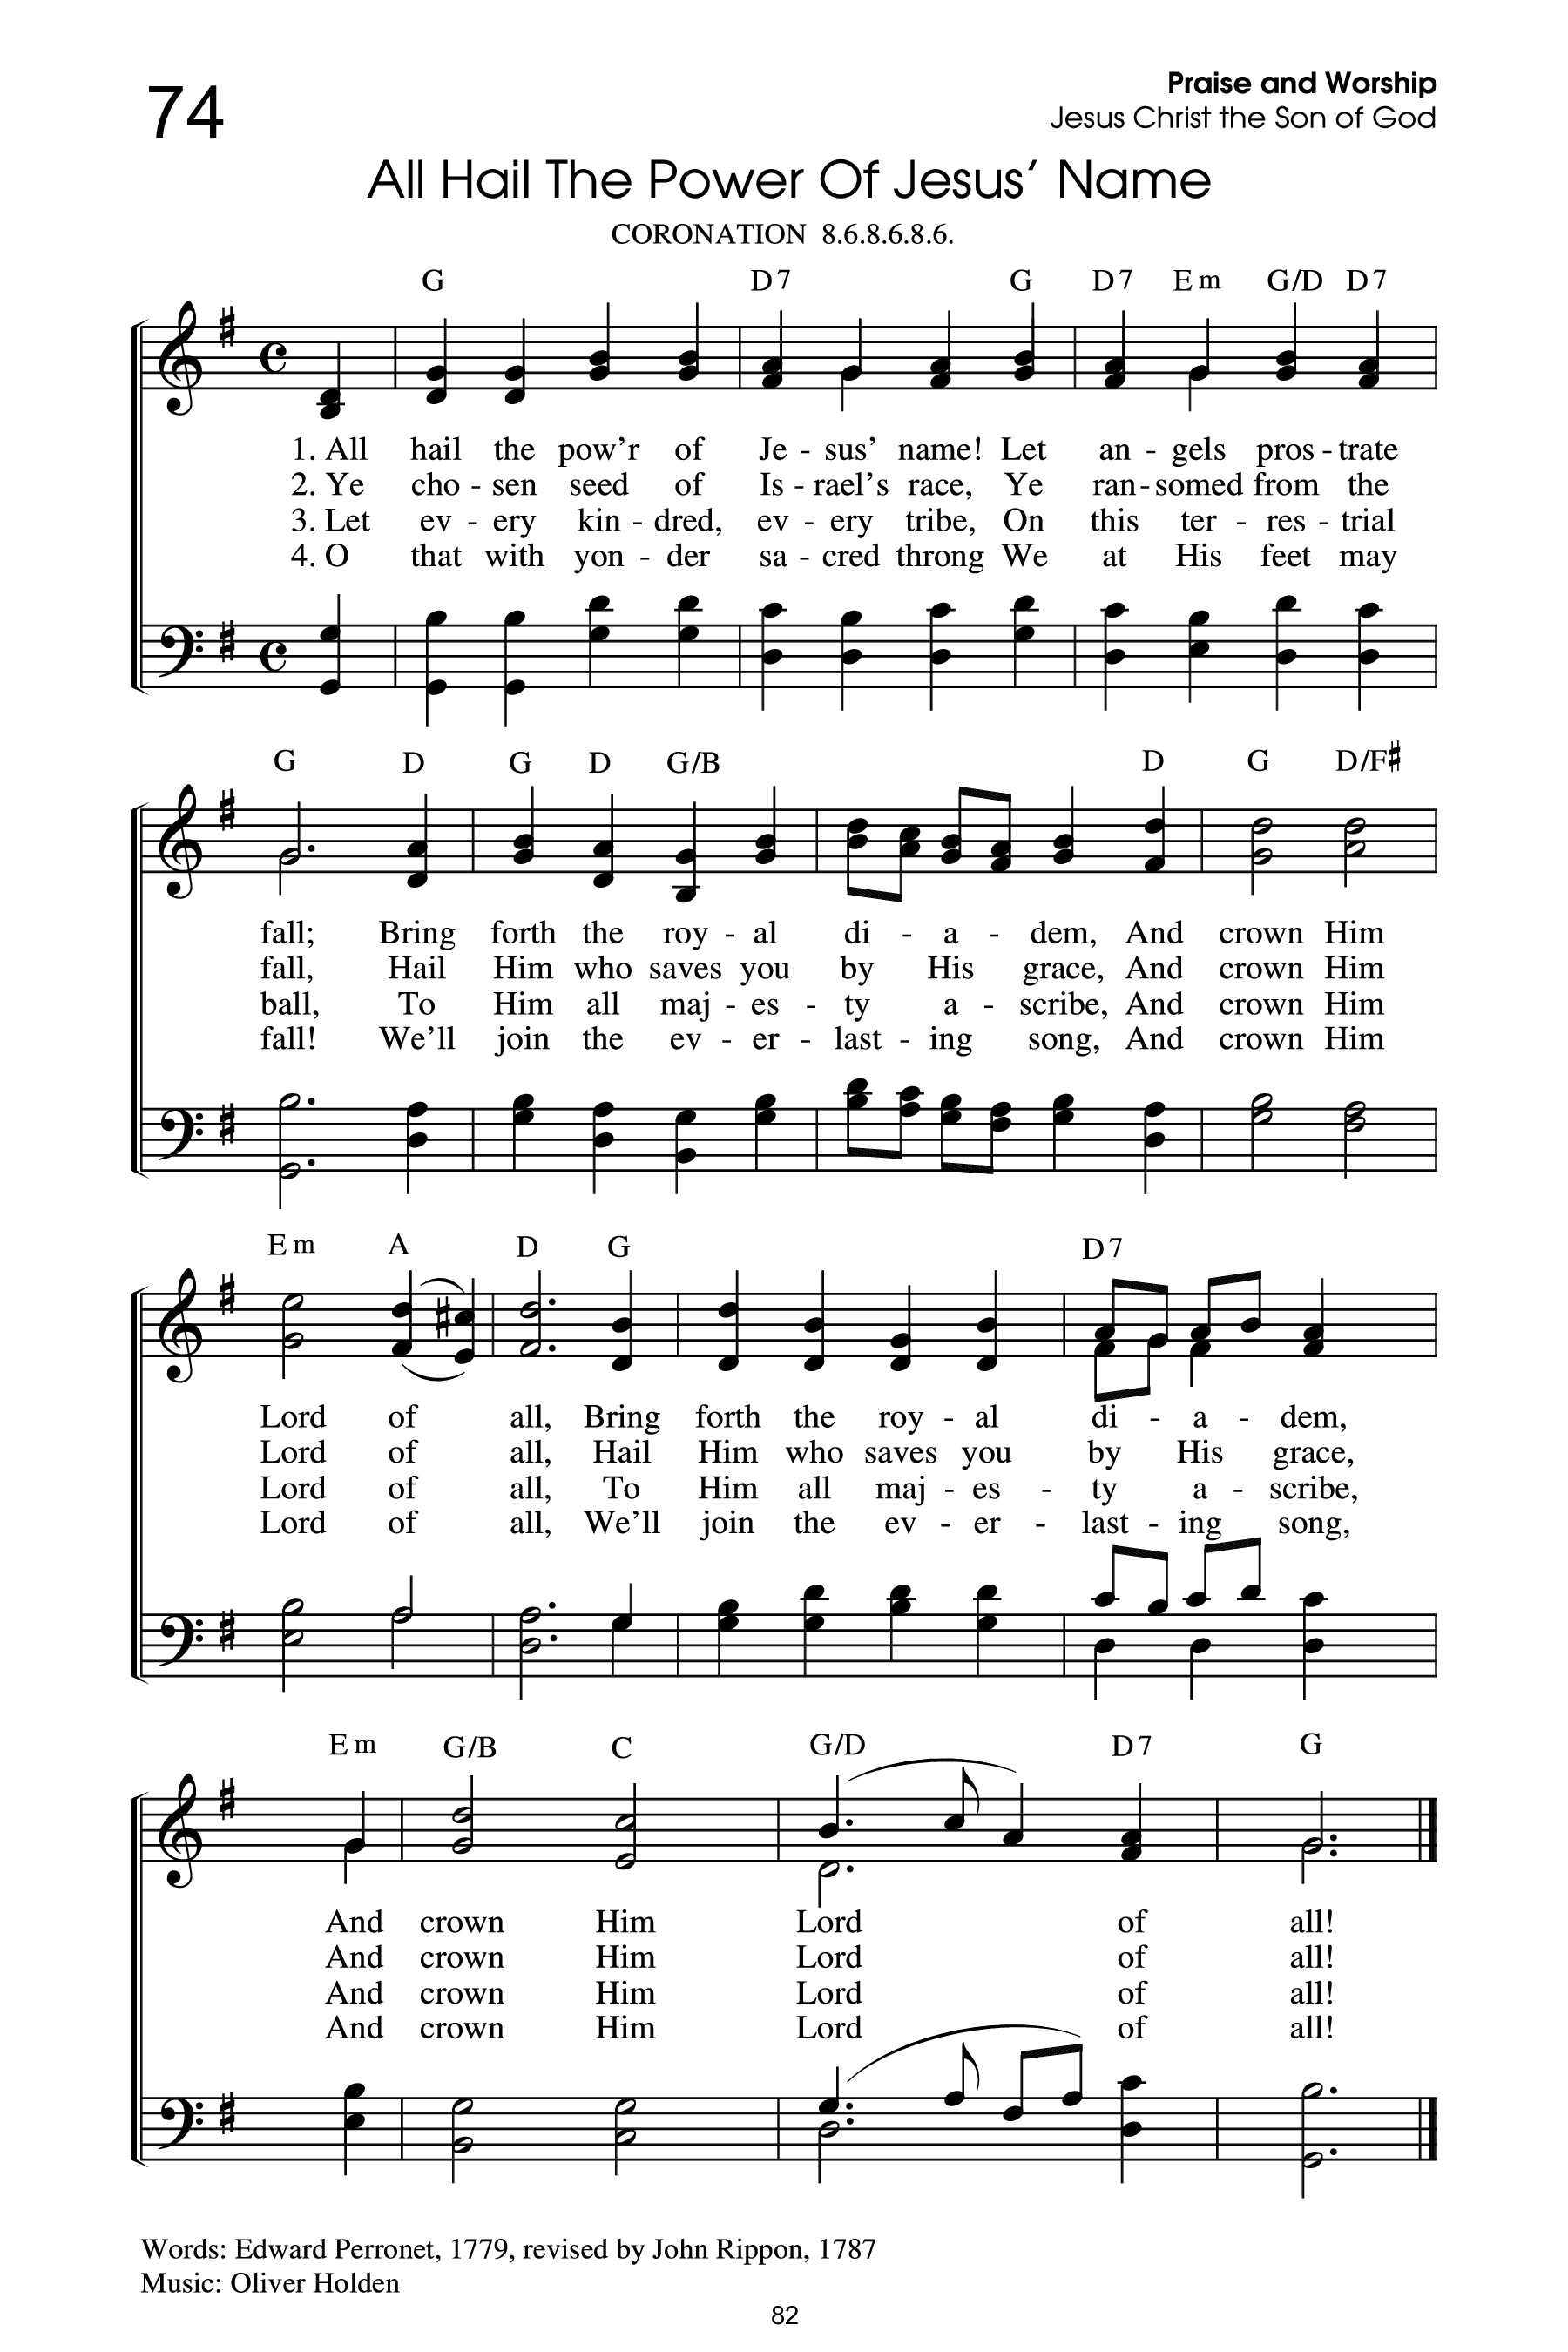 74
Praise and Worship
Jesus Christ the Son of God
All Hail The Power Of Jesus’ Name
CORONATION 8.6.8.6.8.6.
G D7 G D7 Em G/D D7
1. All hail the pow’r of Je - sus’ name! Let an - gels pros - trate
2. Ye cho - sen seed of Is - rael’s race, Ye ran - somed from the
3. Let ev - ery kin - dred, ev - ery tribe, On this ter - res - trial
4. O that with yon - der sa - cred throng We at His feet may
G D G D G/B D G D/F#
fall; Bring forth the roy - al di - a - dem, And crown Him
fall, Hail Him who saves you by His grace, And crown Him
ball, To Him all maj - es - ty a - scribe, And crown Him
fall! We’ll join the ev - er - last - ing song, And crown Him
Em A D G D7
Lord of all, Bring forth the roy - al di - a - dem,
Lord of all, Hail Him who saves you by His grace,
Lord of all, To Him all maj - es - ty a - scribe,
Lord of all, We’ll join the ev - er - last - ing song,
Em G/B C G/D D7 G
And crown Him Lord of all!
And crown Him Lord of all!
And crown Him Lord of all!
And crown Him Lord of all!
Words: Edward Perronet, 1779, revised by John Rippon, 1787
Music: Oliver Holden
82